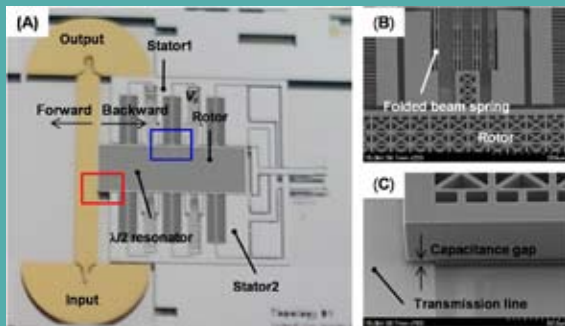 (A)
Output
Stator1
Forward
Backward
Rotor
λ/2 resonator
Stator2
Input
(B)
Folded beam spring
Rotor
(C)
Capacitance gap
Transmission line